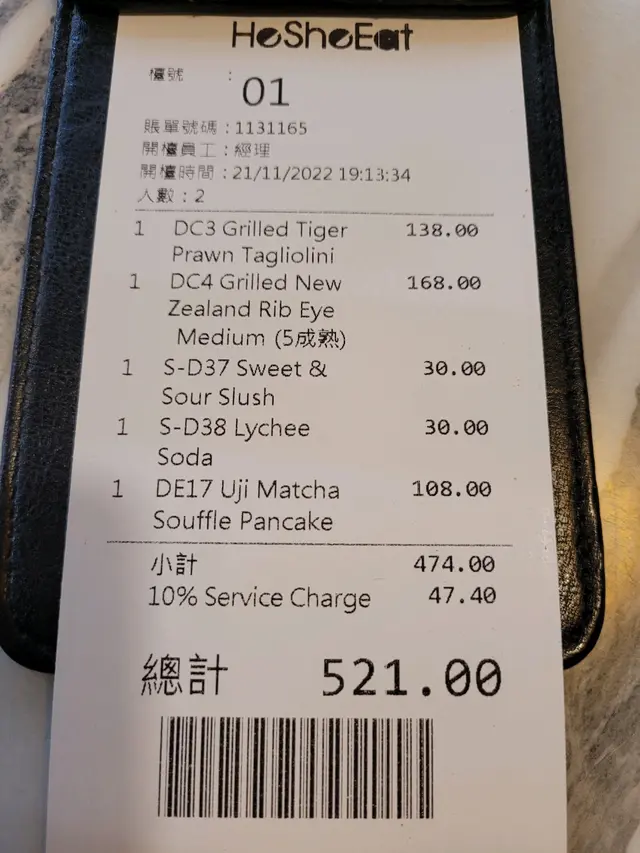 HeSheEat
檯號 :
01
賬單號碼 : 1131165
開檯員工 : 經理
開檯時間 : 21/11/2022 19:13:34
人數 : 2
1 DC3 Grilled Tiger 138.00
Prawn Tagliolini
1 DC4 Grilled New 168.00
Zealand Rib Eye
Medium (5成熟)
1 S-D37 Sweet & 30.00
Sour Slush
1 S-D38 Lychee 30.00
Soda
1 DE17 Uji Matcha 108.00
Souffle Pancake
小計 474.00
10% Service Charge 47.40
總計 521.00